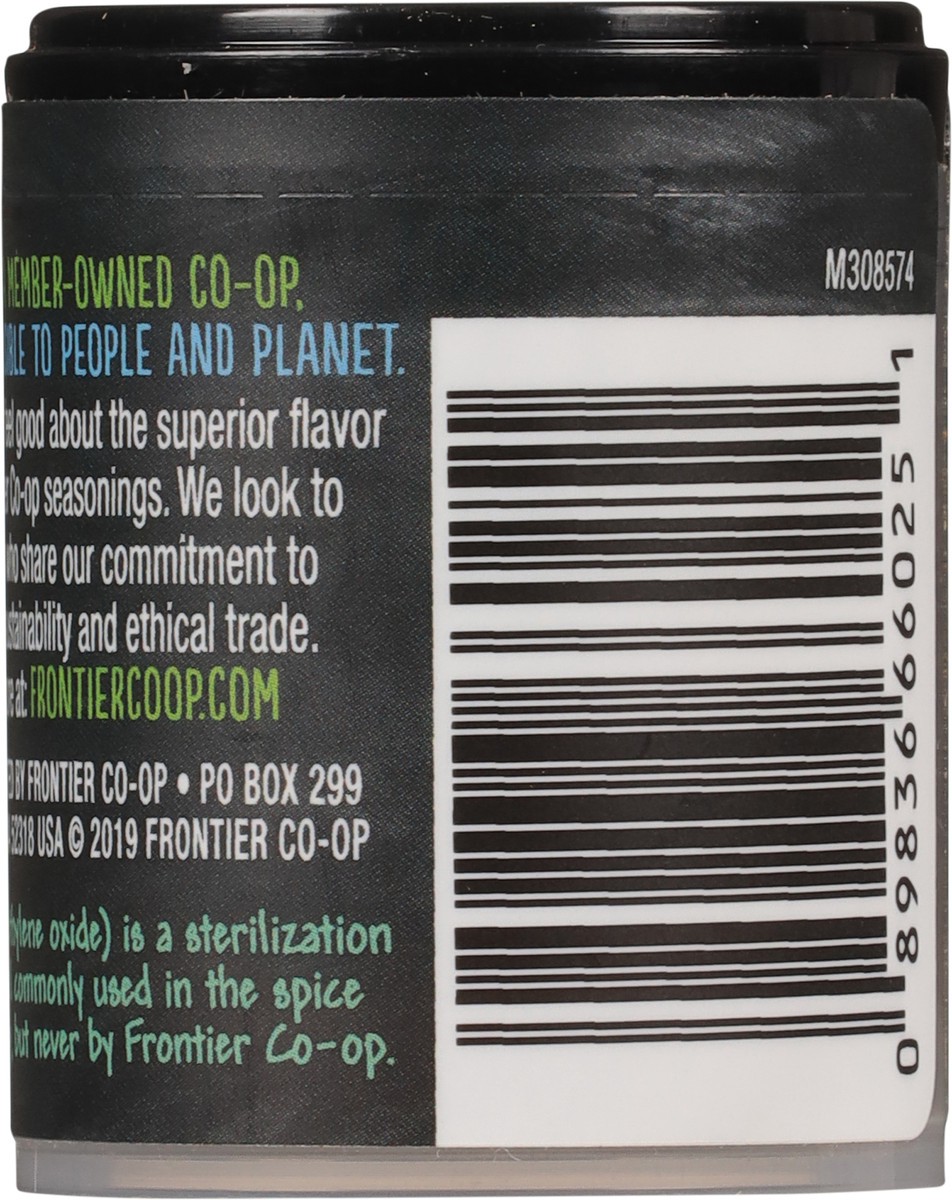 MEMBER-OWNED CO-OP,
TO PEOPLE AND PLANET.
good about the superior flavor
Co-op seasonings. We look to
share our commitment to
and ethical trade.
at: FRONTIERCOOP.COM
BY FRONTIER CO-OP • PO BOX 299
52318 USA © 2019 FRONTIER CO-OP
oxide) is a sterilization
commonly used in the spice
but never by Frontier Co-op.
M308574
0 89836 66025 1